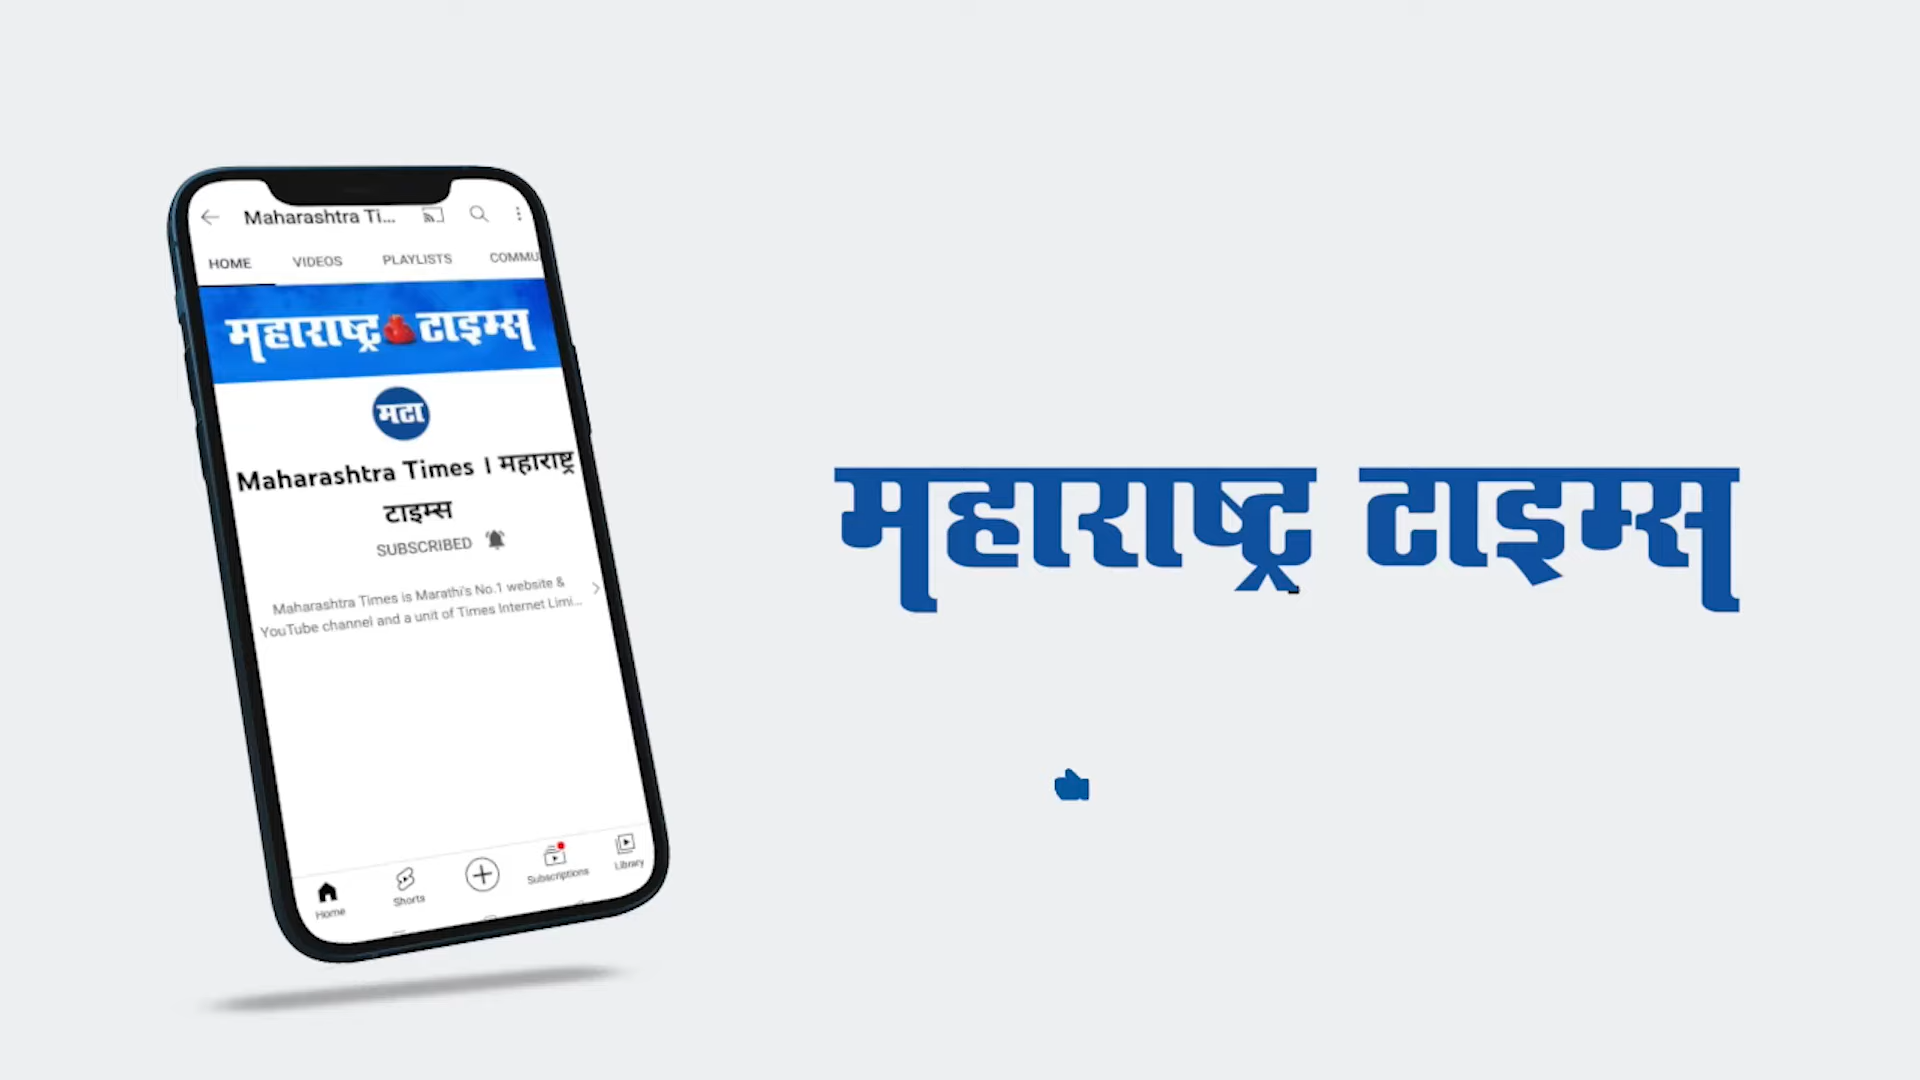 Maharashtra Ti...
HOME VIDEOS PLAYLISTS COMMU
महाराष्ट्र टाइम्स
मटा
Maharashtra Times । महाराष्ट्र
टाइम्स
SUBSCRIBED
Maharashtra Times is Marathi's No.1 website &
YouTube channel and a unit of Times Internet Limi...
Home Shorts Subscriptions Library
महाराष्ट्र टाइम्स